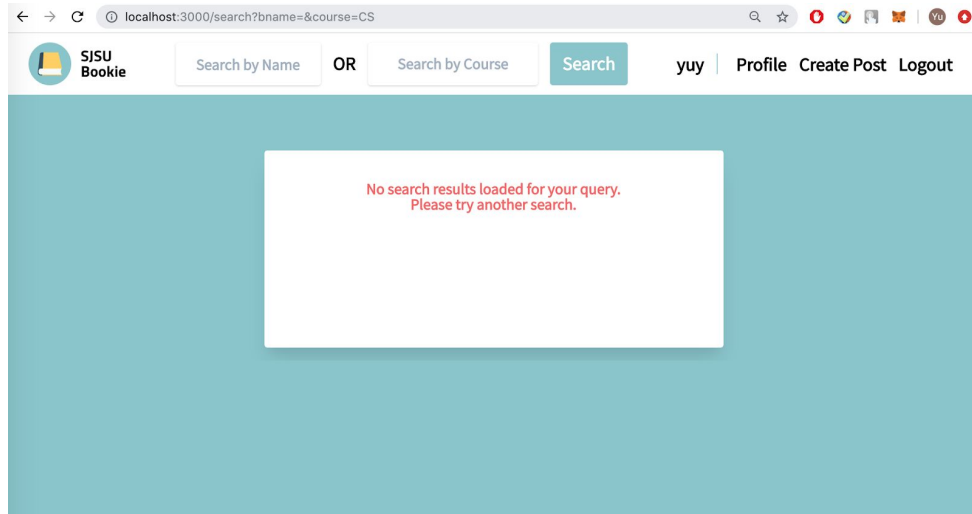 localhost:3000/search?bname=&course=CS
Yu
SJSU
Bookie
Search by Name OR Search by Course Search yuy Profile Create Post Logout
No search results loaded for your query.
Please try another search.